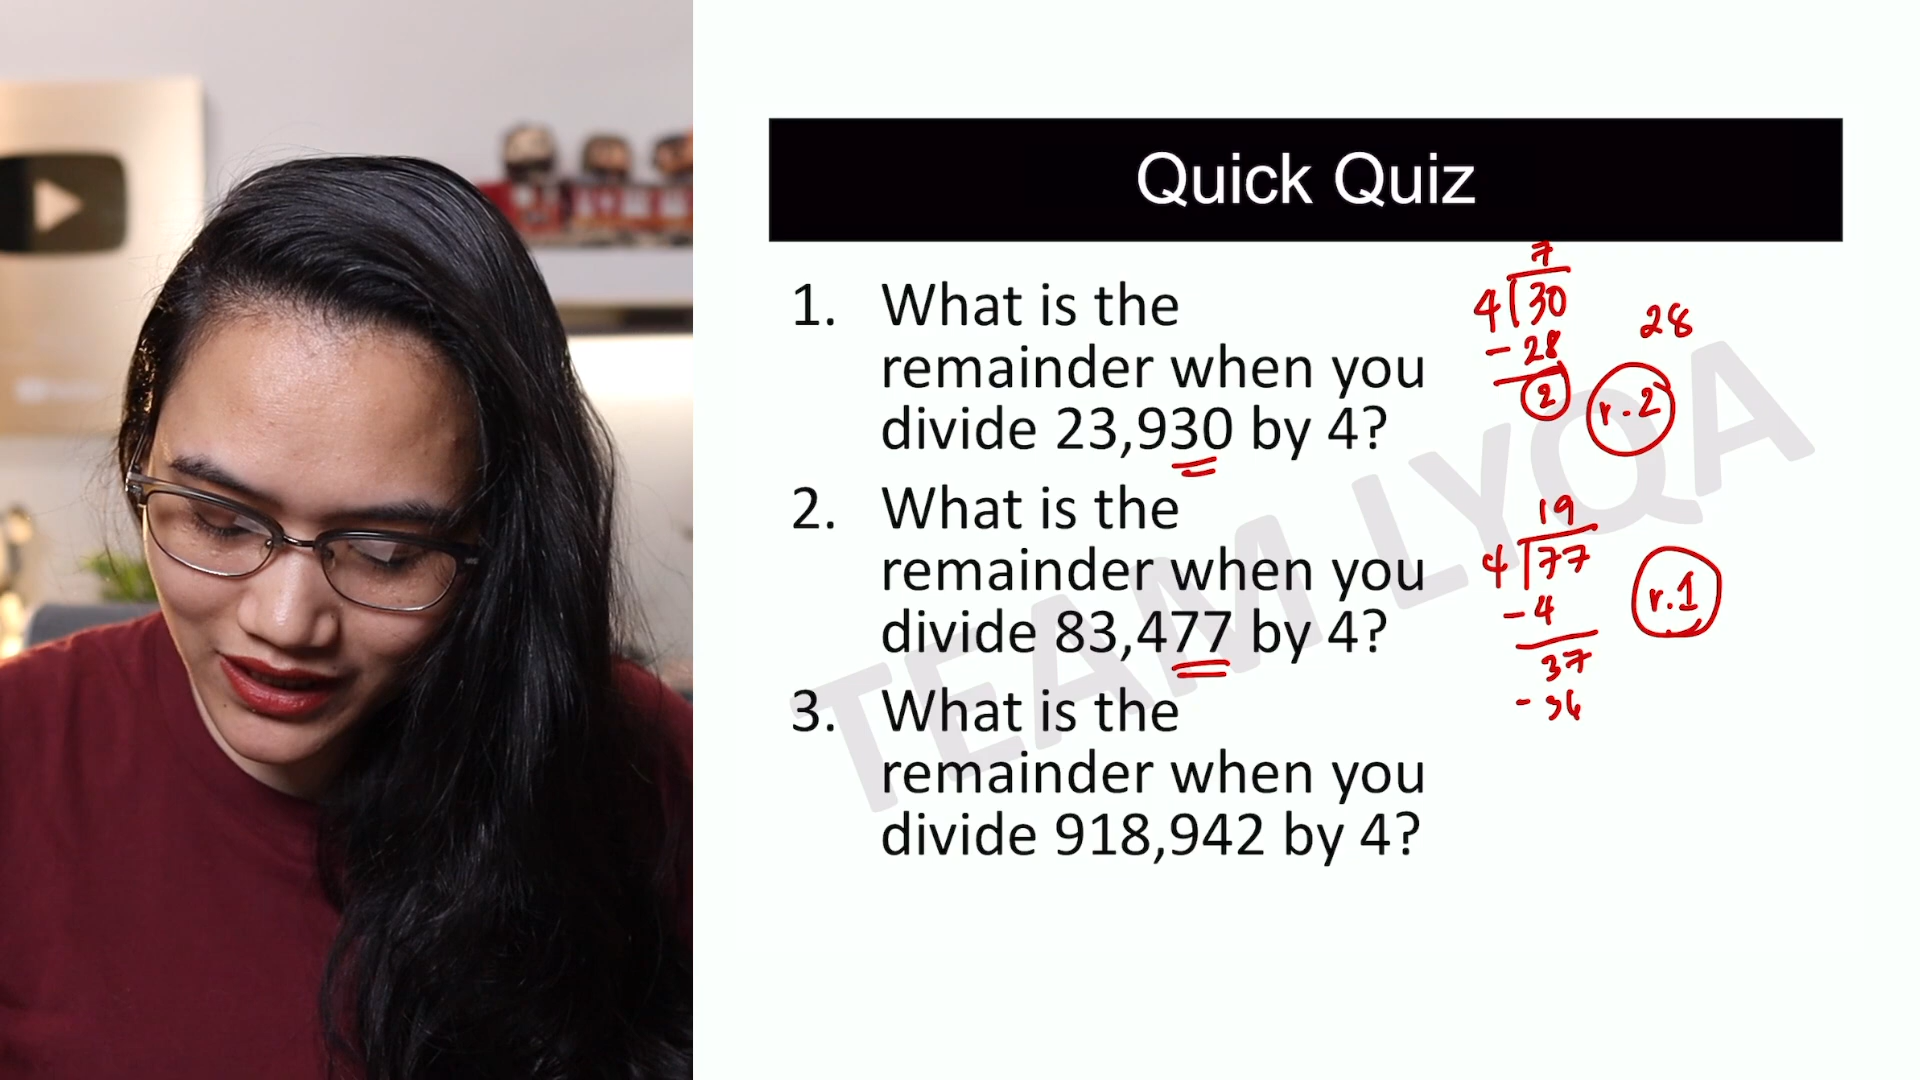 Quick Quiz
1. What is the
remainder when you
divide 23,930 by 4?
2. What is the
remainder when you
divide 83,477 by 4?
3. What is the
remainder when you
divide 918,942 by 4?
7
4 30
- 28
2
28
r.2
19
4 77
- 4
37
- 36
r.1
TEAM LYQA